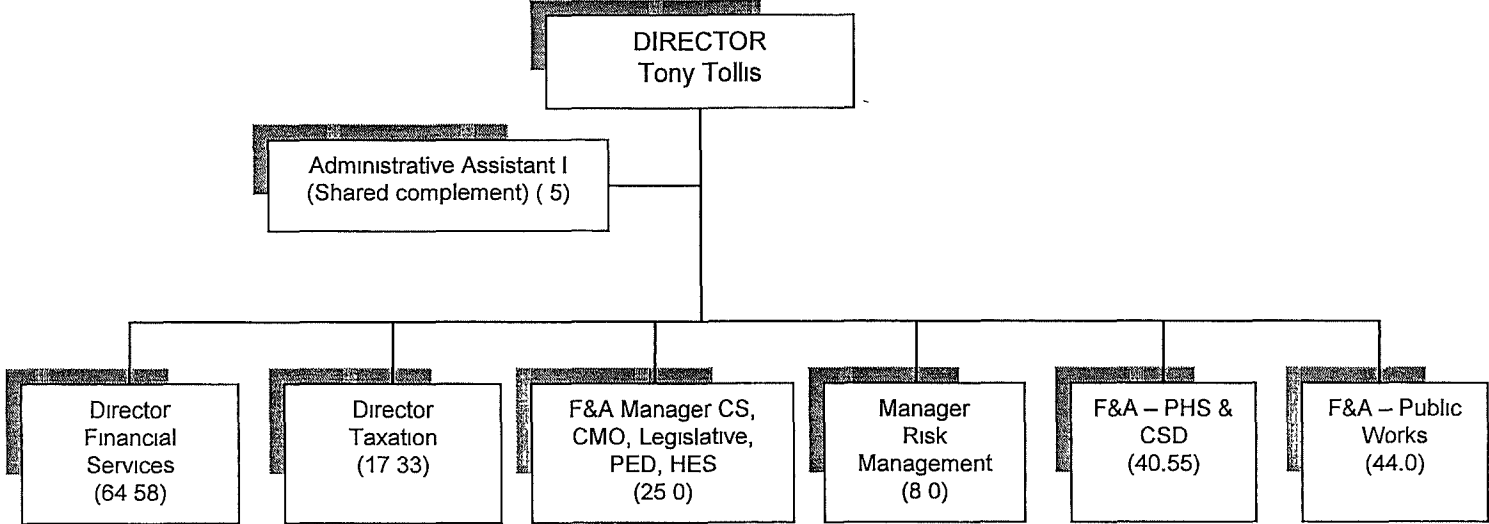 DIRECTOR
Tony Tollis
Administrative Assistant I
(Shared complement) ( 5)
Director
Financial
Services
(64 58)
Director
Taxation
(17 33)
F&A Manager CS,
CMO, Legislative,
PED, HES
(25 0)
Manager
Risk
Management
(8 0)
F&A – PHS &
CSD
(40.55)
F&A – Public
Works
(44.0)